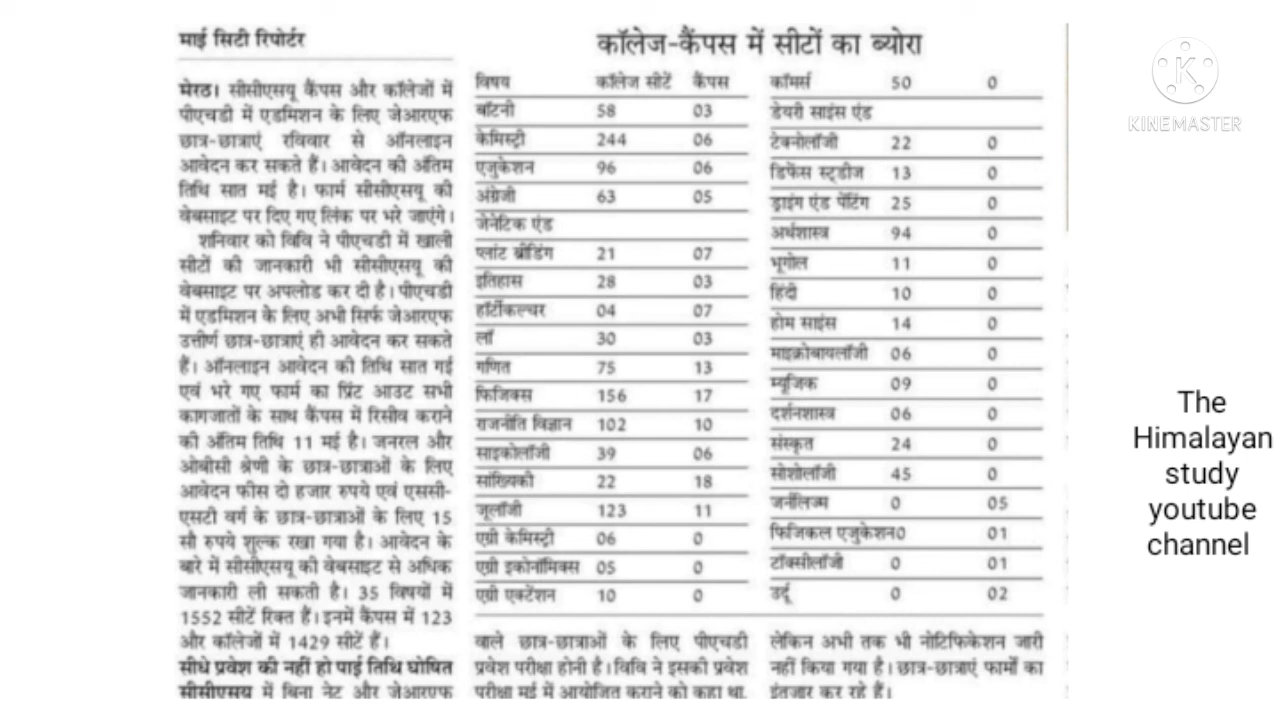 माई सिटी रिपोर्टर
मेरठ। सीसीएसयू कैंपस और कॉलेजों में
पीएचडी में एडमिशन के लिए जेआरएफ
छात्र-छात्राएं रविवार से ऑनलाइन
आवेदन कर सकते हैं। आवेदन की अंतिम
तिथि सात मई है। फार्म सीसीएसयू की
वेबसाइट पर दिए गए लिंक पर भरे जाएंगे।
शनिवार को विवि ने पीएचडी में खाली
सीटों की जानकारी भी सीसीएसयू की
वेबसाइट पर अपलोड कर दी है। पीएचडी
में एडमिशन के लिए अभी सिर्फ जेआरएफ
उत्तीर्ण छात्र-छात्राएं ही आवेदन कर सकते
हैं। ऑनलाइन आवेदन की तिथि सात गई
एवं भरे गए फार्म का प्रिंट आउट सभी
कागजातों के साथ कैंपस में रिसीव कराने
की अंतिम तिथि 11 मई है। जनरल और
ओबीसी श्रेणी के छात्र-छात्राओं के लिए
आवेदन फीस दो हजार रुपये एवं एससी-
एसटी वर्ग के छात्र-छात्राओं के लिए 15
सौ रुपये शुल्क रखा गया है। आवेदन के
बारे में सीसीएसयू की वेबसाइट से अधिक
जानकारी ली सकती है। 35 विषयों में
1552 सीटें रिक्त हैं। इनमें कैंपस में 123
और कॉलेजों में 1429 सीटें हैं।
सीधे प्रवेश की नहीं हो पाई तिथि घोषित
सीसीएसयू में बिना नेट और जेआरएफ
कॉलेज-कैंपस में सीटों का ब्योरा
विषय कॉलेज सीटें कैंपस
बॉटनी 58 03
केमिस्ट्री 244 06
एजुकेशन 96 06
अंग्रेजी 63 05
जेनेटिक एंड
प्लांट ब्रीडिंग 21 07
इतिहास 28 03
हॉर्टीकल्चर 04 07
लॉ 30 03
गणित 75 13
फिजिक्स 156 17
राजनीति विज्ञान 102 10
साइकोलॉजी 39 06
सांख्यिकी 22 18
जूलॉजी 123 11
एग्री केमिस्ट्री 06 0
एग्री इकोनॉमिक्स 05 0
एग्री एक्टेंशन 10 0
कॉमर्स 50 0
डेयरी साइंस एंड
टेक्नोलॉजी 22 0
डिफेंस स्टडीज 13 0
ड्राइंग एंड पेंटिंग 25 0
अर्थशास्त्र 94 0
भूगोल 11 0
हिंदी 10 0
होम साइंस 14 0
माइक्रोबायलॉजी 06 0
म्यूजिक 09 0
दर्शनशास्त्र 06 0
संस्कृत 24 0
सोशोलॉजी 45 0
जर्नलिज्म 0 05
फिजिकल एजुकेशन0 01
टॉक्सीलॉजी 0 01
उर्दू 0 02
वाले छात्र-छात्राओं के लिए पीएचडी
प्रवेश परीक्षा होनी है। विवि ने इसकी प्रवेश
परीक्षा मई में आयोजित कराने को कहा था,
लेकिन अभी तक भी नोटिफिकेशन जारी
नहीं किया गया है। छात्र-छात्राएं फार्मों का
इंतजार कर रहे हैं।
KINEMASTER
The
Himalayan
study
youtube
channel